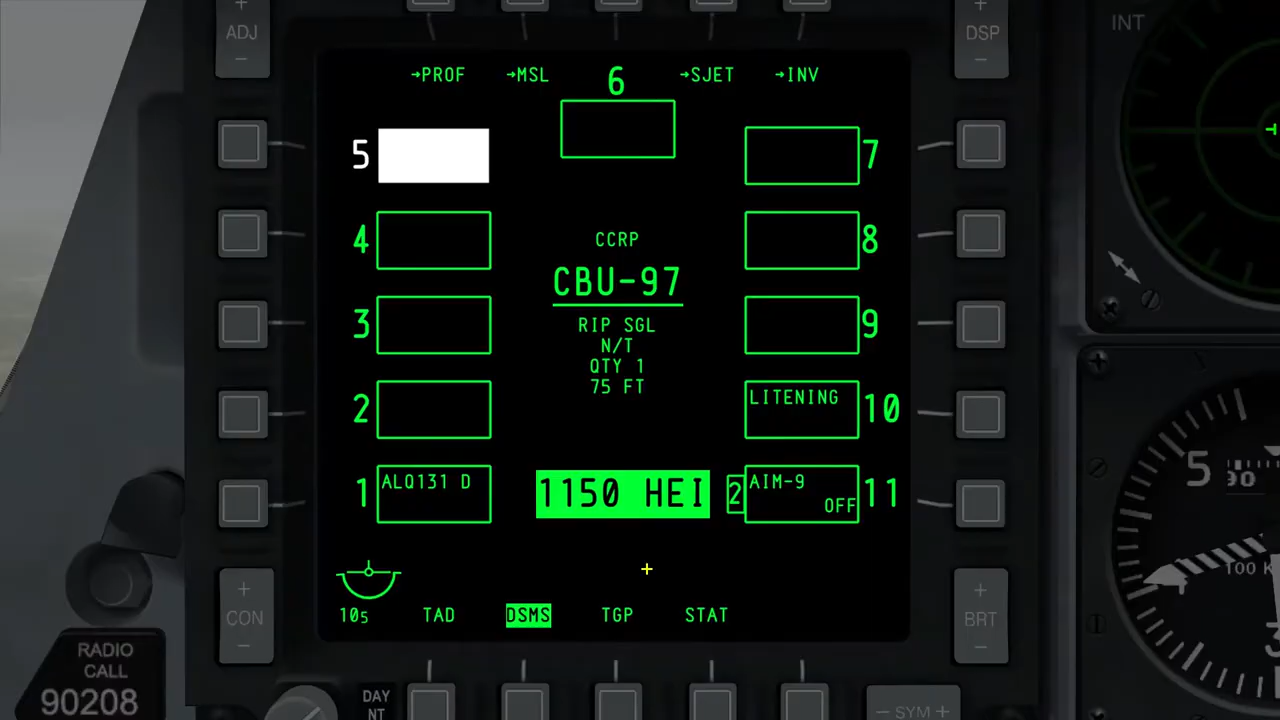 ADJ
DSP
INT
→PROF →MSL 6 →SJET →INV
5 7
4 CCRP 8
CBU-97
3 RIP SGL 9
N/T
QTY 1
75 FT
2 LITENING 10
1 ALQ131 D 1150 HEI 2 AIM-9 OFF 11
10s TAD DSMS TGP STAT
CON
BRT
RADIO
CALL
90208
DAY
NT
- SYM +
5
100 K